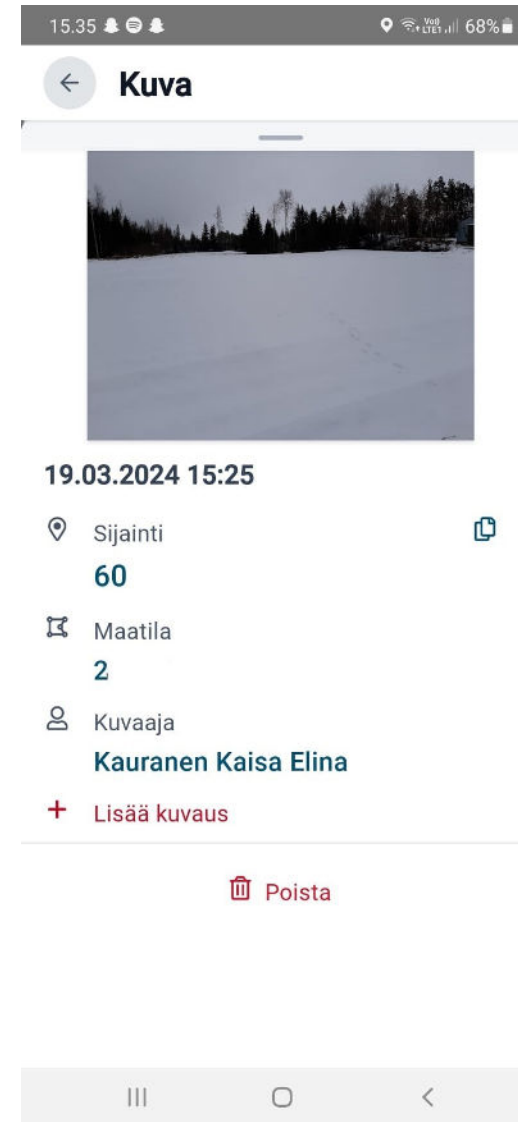 15.35 68%
Kuva
19.03.2024 15:25
Sijainti
60
Maatila
2
Kuvaaja
Kauranen Kaisa Elina
+ Lisää kuvaus
Poista